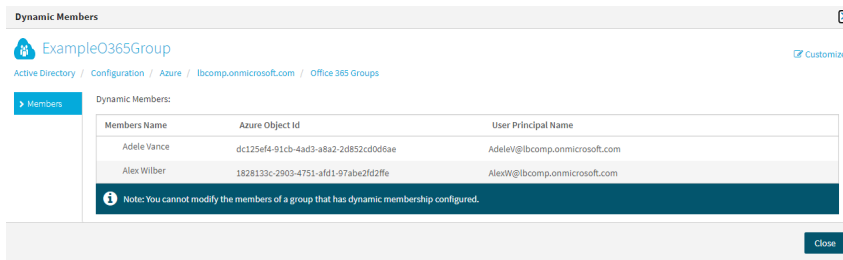 Dynamic Members
ExampleO365Group
Customize
Active Directory / Configuration / Azure / lbcomp.onmicrosoft.com / Office 365 Groups
Members
Dynamic Members:
Members Name Azure Object Id User Principal Name
Adele Vance dc125ef4-91cb-4ad3-a8a2-2d852cd0d6ae AdeleV@lbcomp.onmicrosoft.com
Alex Wilber 1828133c-2903-4751-afd1-97abe2fd2ffe AlexW@lbcomp.onmicrosoft.com
Note: You cannot modify the members of a group that has dynamic membership configured.
Close